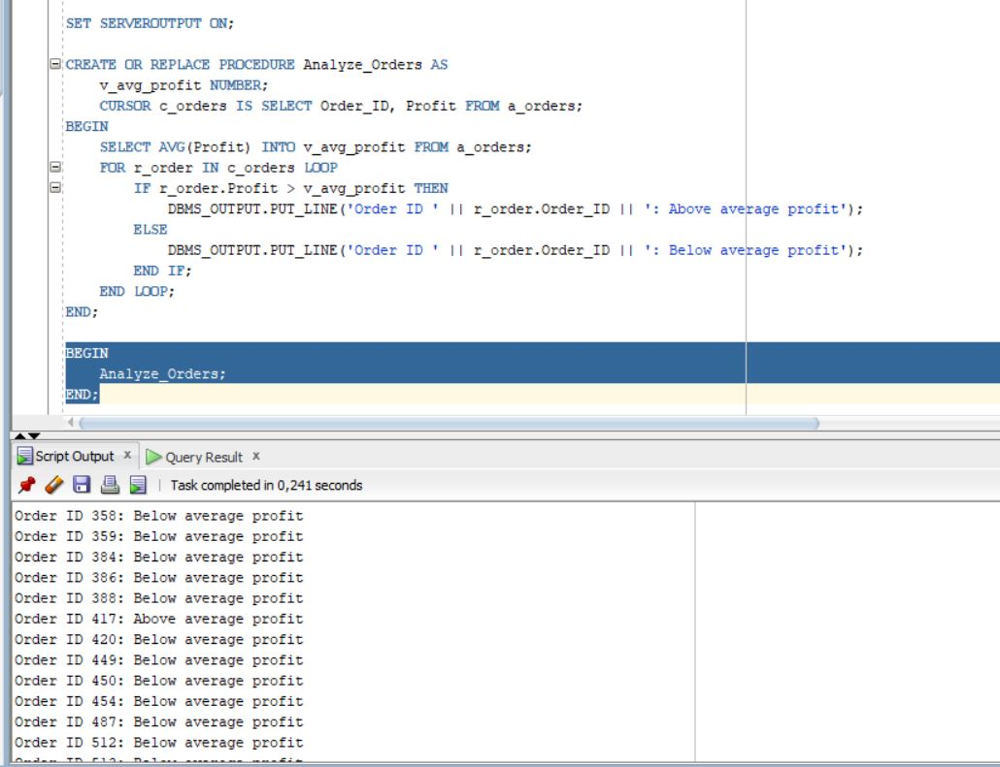 SET SERVEROUTPUT ON;
CREATE OR REPLACE PROCEDURE Analyze_Orders AS
v_avg_profit NUMBER;
CURSOR c_orders IS SELECT Order_ID, Profit FROM a_orders;
BEGIN
SELECT AVG(Profit) INTO v_avg_profit FROM a_orders;
FOR r_order IN c_orders LOOP
IF r_order.Profit > v_avg_profit THEN
DBMS_OUTPUT.PUT_LINE('Order ID ' || r_order.Order_ID || ': Above average profit');
ELSE
DBMS_OUTPUT.PUT_LINE('Order ID ' || r_order.Order_ID || ': Below average profit');
END IF;
END LOOP;
END;
BEGIN
Analyze_Orders;
END;
Script Output x Query Result x
Task completed in 0,241 seconds
Order ID 358: Below average profit
Order ID 359: Below average profit
Order ID 384: Below average profit
Order ID 386: Below average profit
Order ID 388: Below average profit
Order ID 417: Above average profit
Order ID 420: Below average profit
Order ID 449: Below average profit
Order ID 450: Below average profit
Order ID 454: Below average profit
Order ID 487: Below average profit
Order ID 512: Below average profit